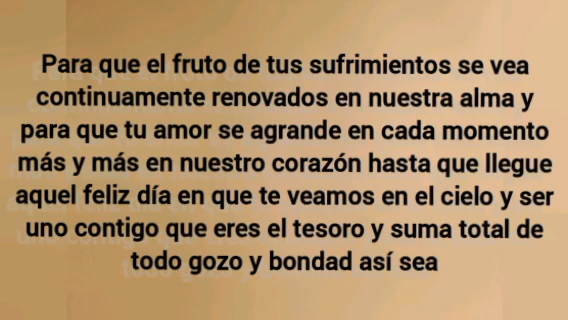 Para que el fruto de tus sufrimientos se vea
continuamente renovados en nuestra alma y
para que tu amor se agrande en cada momento
más y más en nuestro corazón hasta que llegue
aquel feliz día en que te veamos en el cielo y ser
uno contigo que eres el tesoro y suma total de
todo gozo y bondad así sea